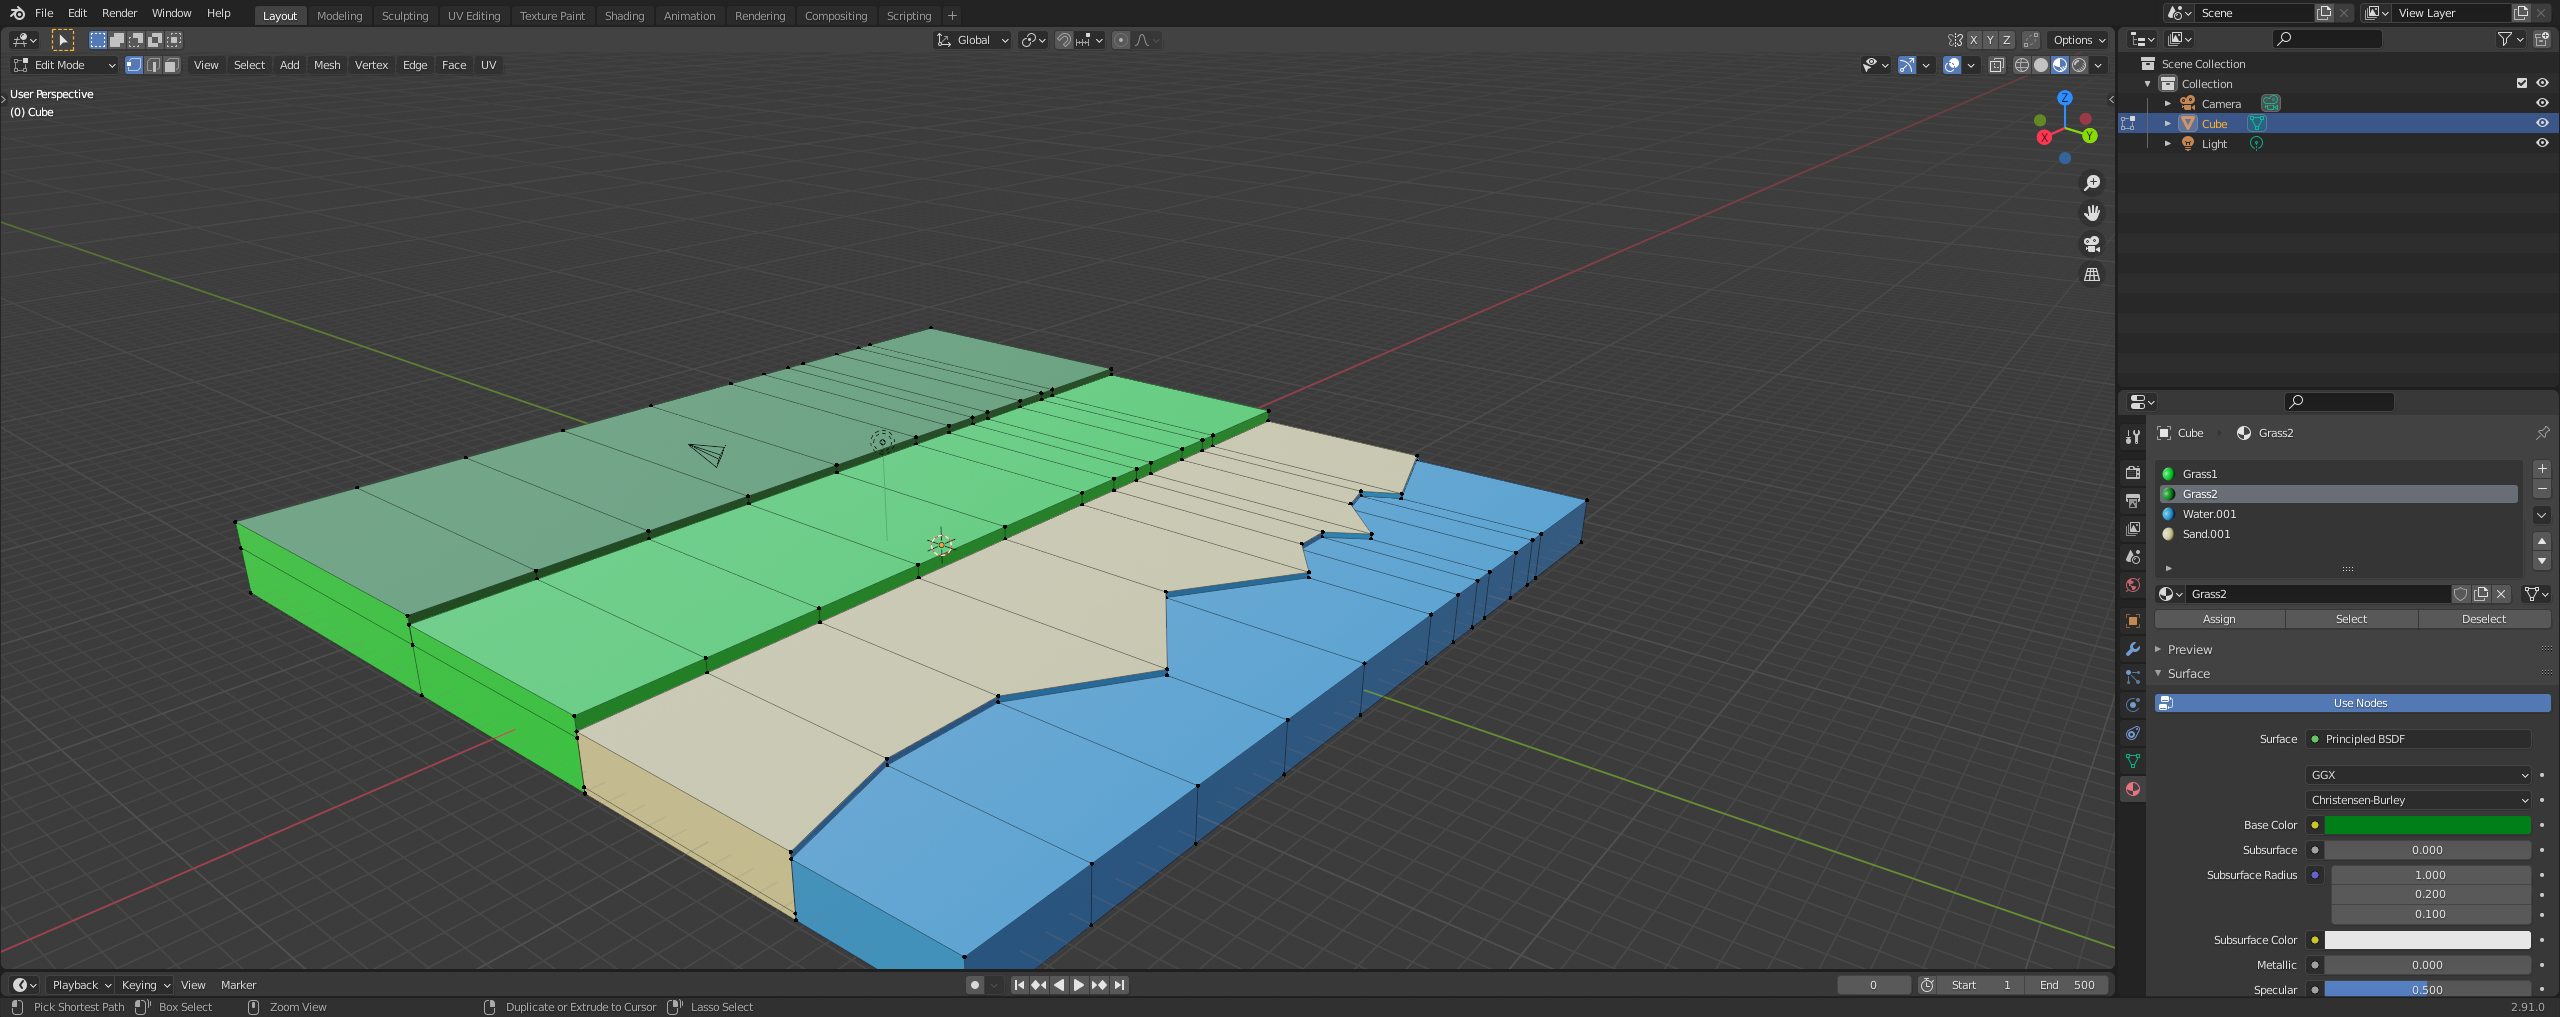 File Edit Render Window Help Layout Modeling Sculpting UV Editing Texture Paint Shading Animation Rendering Compositing Scripting + Scene View Layer
Global X Y Z Options
Edit Mode View Select Add Mesh Vertex Edge Face UV
User Perspective
(0) Cube
Z
X
Y
Scene Collection
Collection
Camera
Cube
Light
Cube Grass2
Grass1
Grass2
Water.001
Sand.001
Grass2
Assign Select Deselect
Preview
Surface
Use Nodes
Surface Principled BSDF
GGX
Christensen-Burley
Base Color
Subsurface 0.000
Subsurface Radius 1.000
0.200
0.100
Subsurface Color
Metallic 0.000
Specular 0.500
Playback Keying View Marker 0 Start 1 End 500
Pick Shortest Path Box Select Zoom View Duplicate or Extrude to Cursor Lasso Select 2.91.0